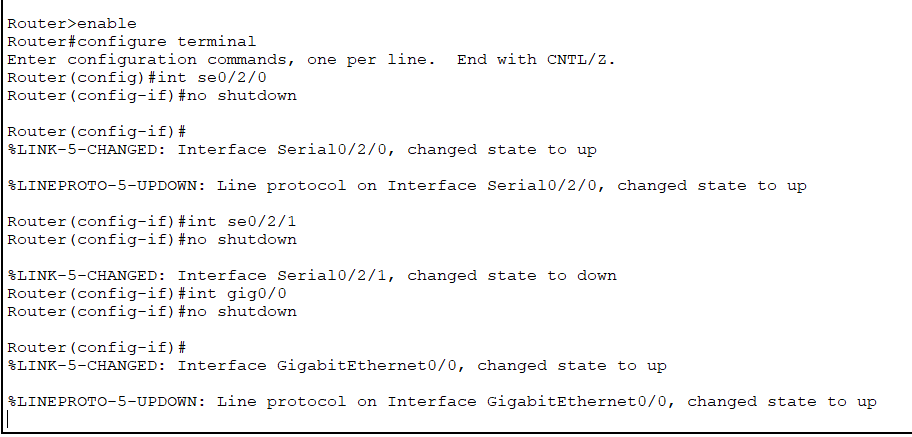 Router>enable
Router#configure terminal
Enter configuration commands, one per line.  End with CNTL/Z.
Router(config)#int se0/2/0
Router(config-if)#no shutdown
Router(config-if)#
%LINK-5-CHANGED: Interface Serial0/2/0, changed state to up
%LINEPROTO-5-UPDOWN: Line protocol on Interface Serial0/2/0, changed state to up
Router(config-if)#int se0/2/1
Router(config-if)#no shutdown
%LINK-5-CHANGED: Interface Serial0/2/1, changed state to down
Router(config-if)#int gig0/0
Router(config-if)#no shutdown
Router(config-if)#
%LINK-5-CHANGED: Interface GigabitEthernet0/0, changed state to up
%LINEPROTO-5-UPDOWN: Line protocol on Interface GigabitEthernet0/0, changed state to up